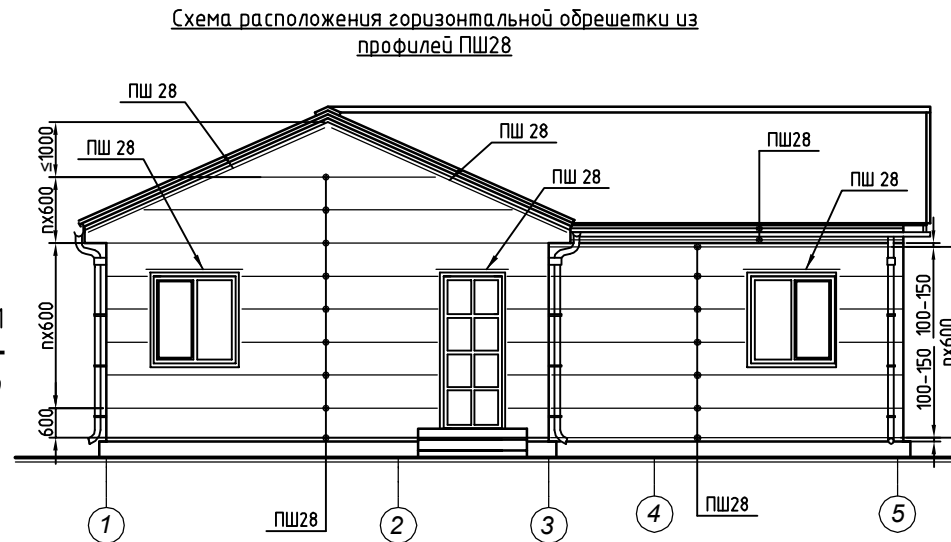 Схема расположения горизонтальной обрешетки из
профилей ПШ28
ПШ 28
ПШ 28
ПШ 28
ПШ 28
ПШ28
ПШ 28
≤1000
nx600
nx600
600
100-150
100-150
nx600
ПШ28
ПШ28
1
2
3
4
5